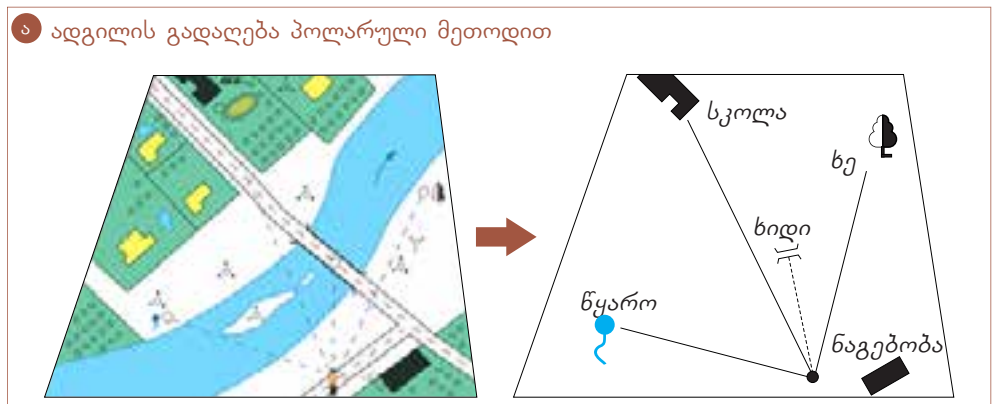 ა ადგილის გადაღება პოლარული მეთოდით
სკოლა
ხე
ხიდი
წყარო
ნაგებობა